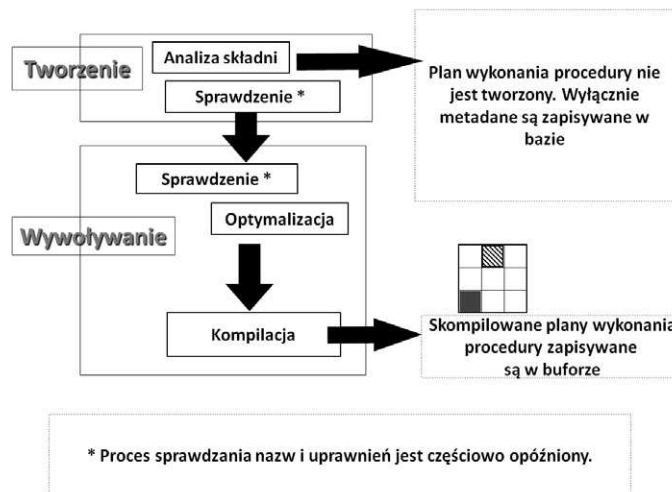 Tworzenie
Analiza składni
Sprawdzenie *
Plan wykonania procedury nie
jest tworzony. Wyłącznie
metadane są zapisywane w
bazie
Wywoływanie
Sprawdzenie *
Optymalizacja
Kompilacja
Skompilowane plany wykonania
procedury zapisywane
są w buforze
* Proces sprawdzania nazw i uprawnień jest częściowo opóźniony.